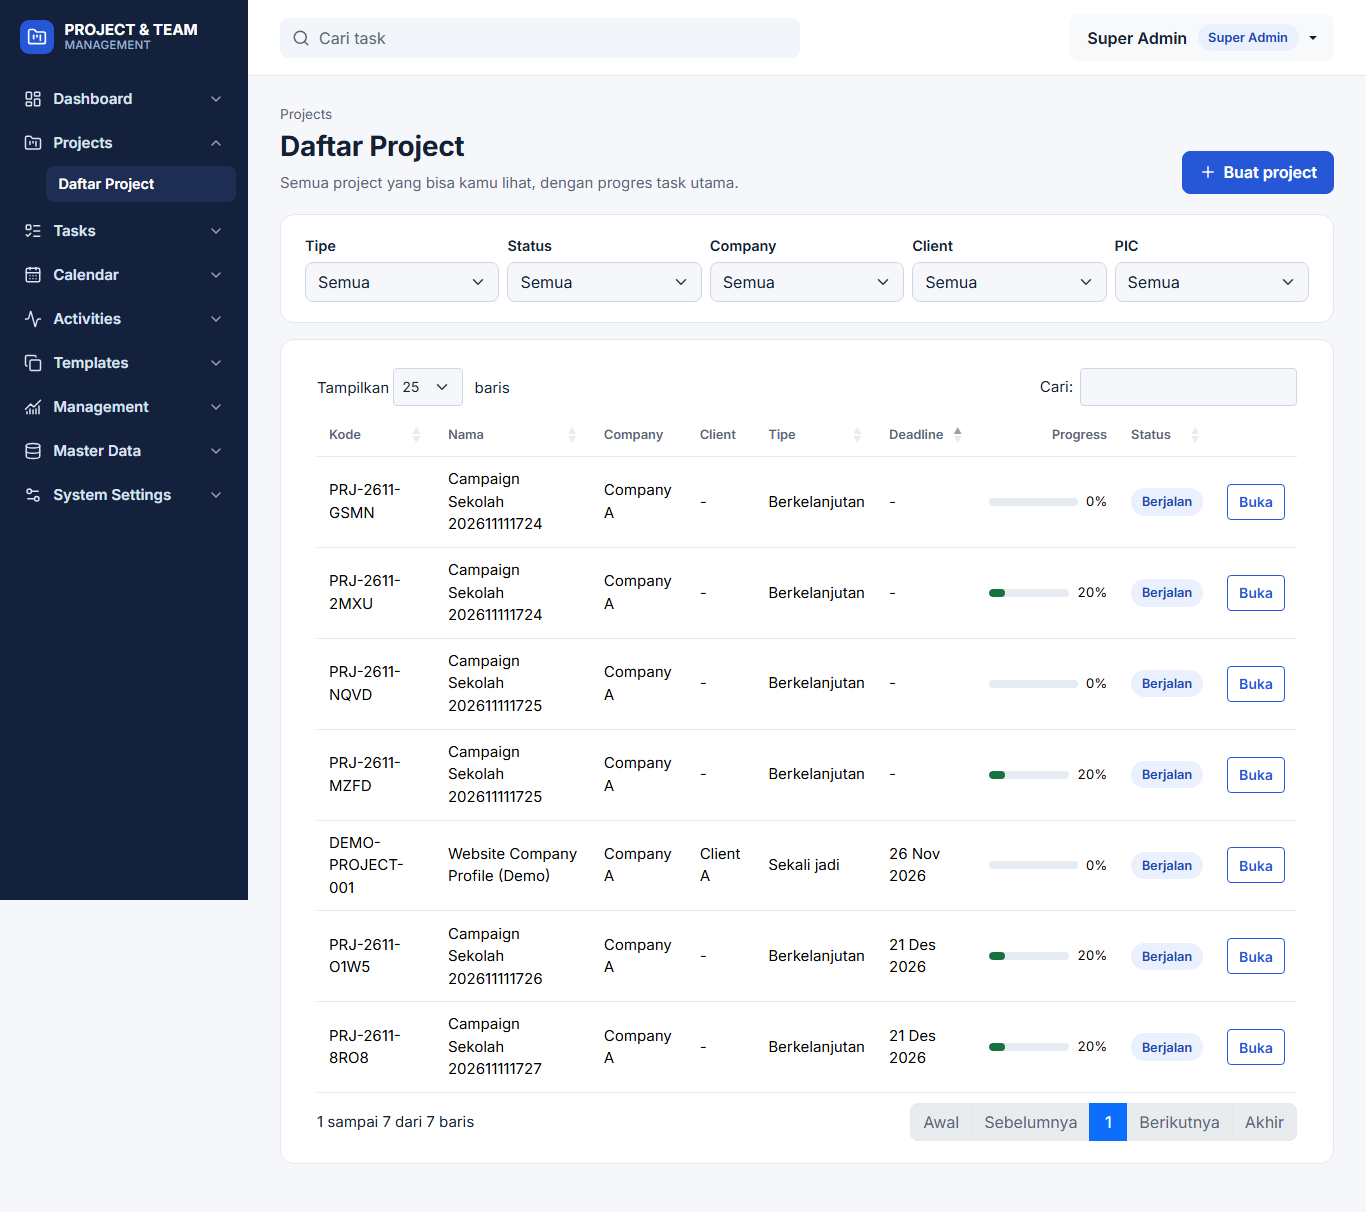 PROJECT & TEAM
MANAGEMENT
Cari task
Super Admin Super Admin
Dashboard
Projects
Daftar Project
Tasks
Calendar
Activities
Templates
Management
Master Data
System Settings
Projects
Daftar Project
Semua project yang bisa kamu lihat, dengan progres task utama.
+ Buat project
Tipe Status Company Client PIC
Semua Semua Semua Semua Semua
Tampilkan 25 baris Cari:
Kode Nama Company Client Tipe Deadline Progress Status
PRJ-2611-
GSMN
Campaign
Sekolah
202611111724
Company
A
-
Berkelanjutan
-
0%
Berjalan
Buka
PRJ-2611-
2MXU
Campaign
Sekolah
202611111724
Company
A
-
Berkelanjutan
-
20%
Berjalan
Buka
PRJ-2611-
NQVD
Campaign
Sekolah
202611111725
Company
A
-
Berkelanjutan
-
0%
Berjalan
Buka
PRJ-2611-
MZFD
Campaign
Sekolah
202611111725
Company
A
-
Berkelanjutan
-
20%
Berjalan
Buka
DEMO-
PROJECT-
001
Website Company
Profile (Demo)
Company
A
Client
A
Sekali jadi
26 Nov
2026
0%
Berjalan
Buka
PRJ-2611-
O1W5
Campaign
Sekolah
202611111726
Company
A
-
Berkelanjutan
21 Des
2026
20%
Berjalan
Buka
PRJ-2611-
8RO8
Campaign
Sekolah
202611111727
Company
A
-
Berkelanjutan
21 Des
2026
20%
Berjalan
Buka
1 sampai 7 dari 7 baris
Awal Sebelumnya 1 Berikutnya Akhir